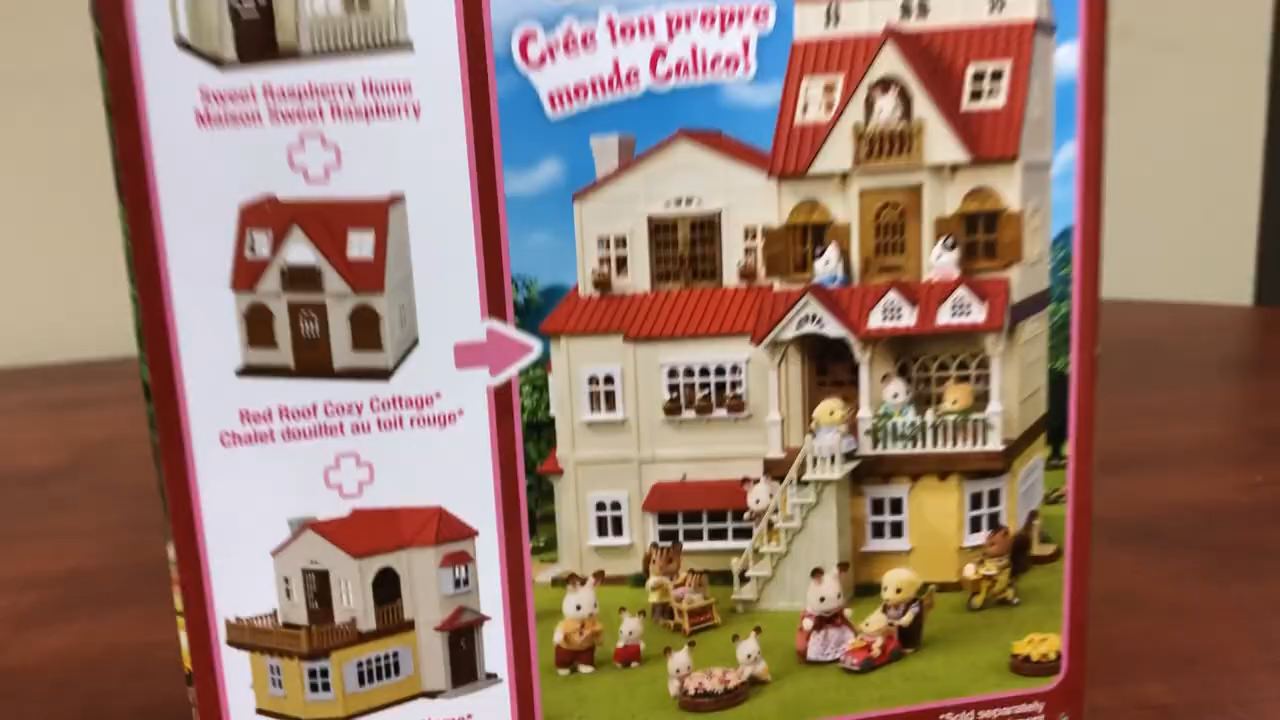 Crée ton propre
monde Calico!
Sweet Raspberry Home
Maison Sweet Raspberry
Red Roof Cozy Cottage*
Chalet douillet au toit rouge*
Home*
*Sold separately